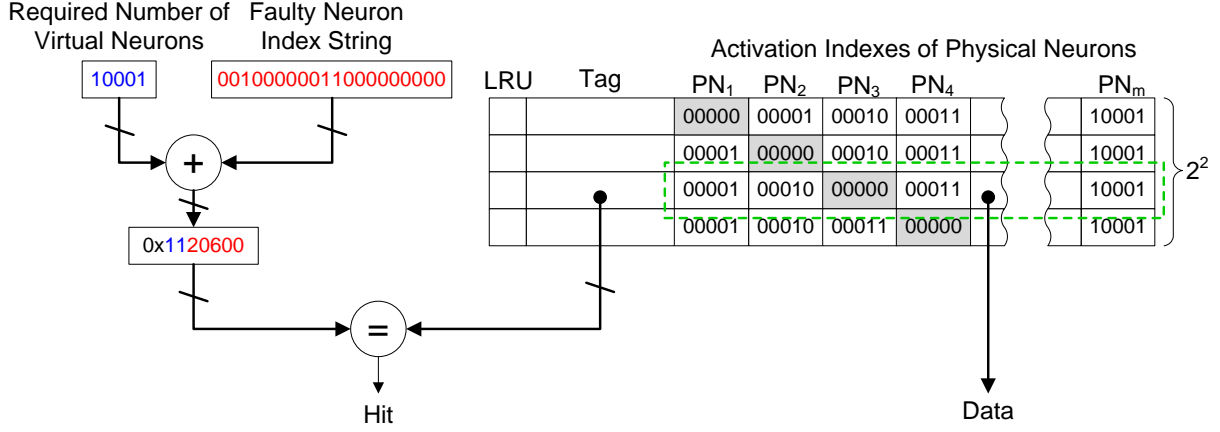 Required Number of
Virtual Neurons
Faulty Neuron
Index String
10001
00100000011000000000
+
0x1120600
=
Hit
Activation Indexes of Physical Neurons
LRU Tag PN1 PN2 PN3 PN4 PNm
00000 00001 00010 00011 10001
00001 00000 00010 00011 10001
00001 00010 00000 00011 10001
00001 00010 00011 00000 10001
2²
Data